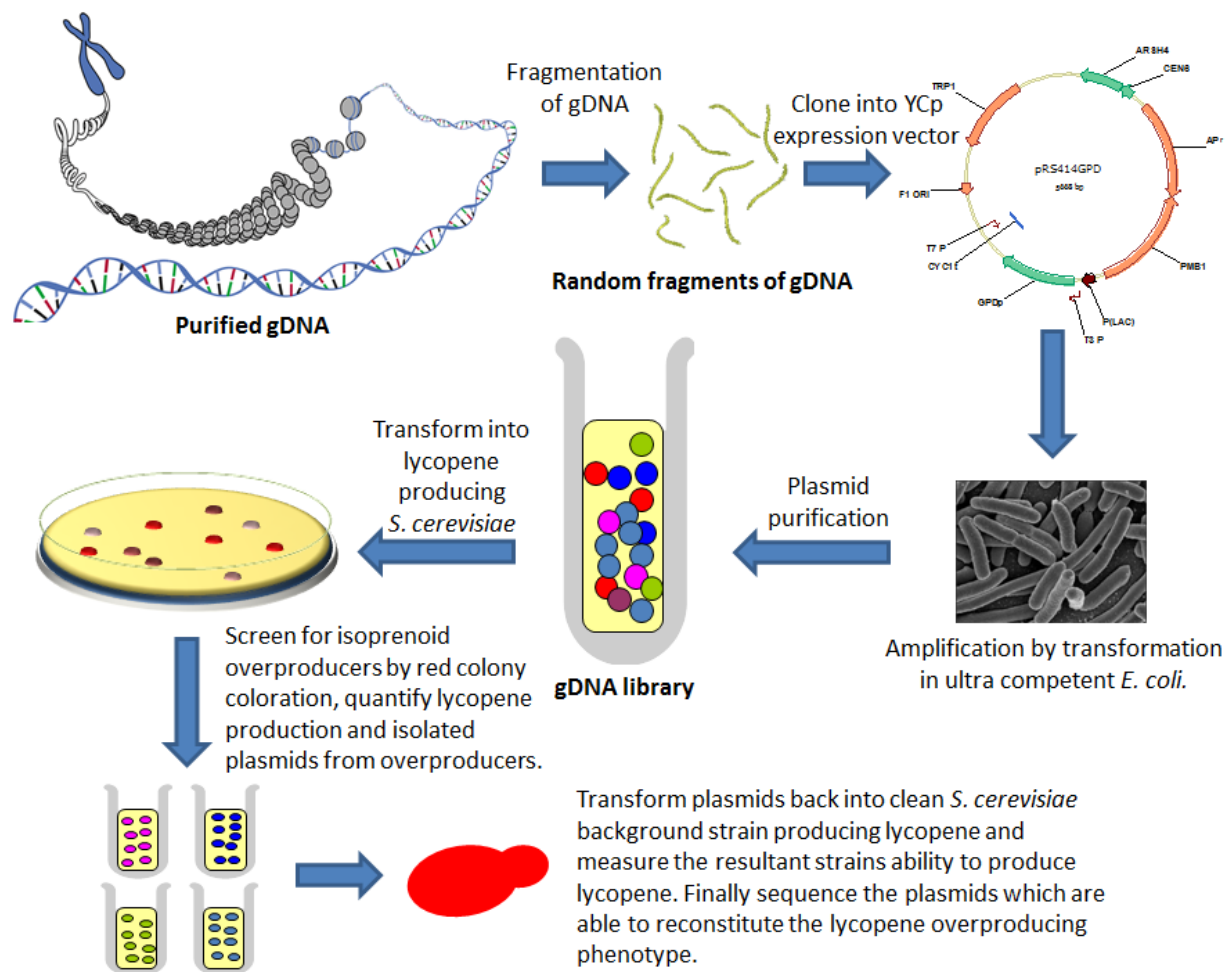 Fragmentation
of gDNA
Clone into YCp
expression vector
Purified gDNA
Random fragments of gDNA
ARSH4
CEN6
TRP1
APr
pRS414GPD
F1 ORI
T7 P
CYC1t
GPDp
PMB1
P(LAC)
T3 P
Transform into
lycopene
producing
S. cerevisiae
Plasmid
purification
gDNA library
Amplification by transformation
in ultra competent E. coli.
Screen for isoprenoid
overproducers by red colony
coloration, quantify lycopene
production and isolated
plasmids from overproducers.
Transform plasmids back into clean S. cerevisiae
background strain producing lycopene and
measure the resultant strains ability to produce
lycopene. Finally sequence the plasmids which are
able to reconstitute the lycopene overproducing
phenotype.